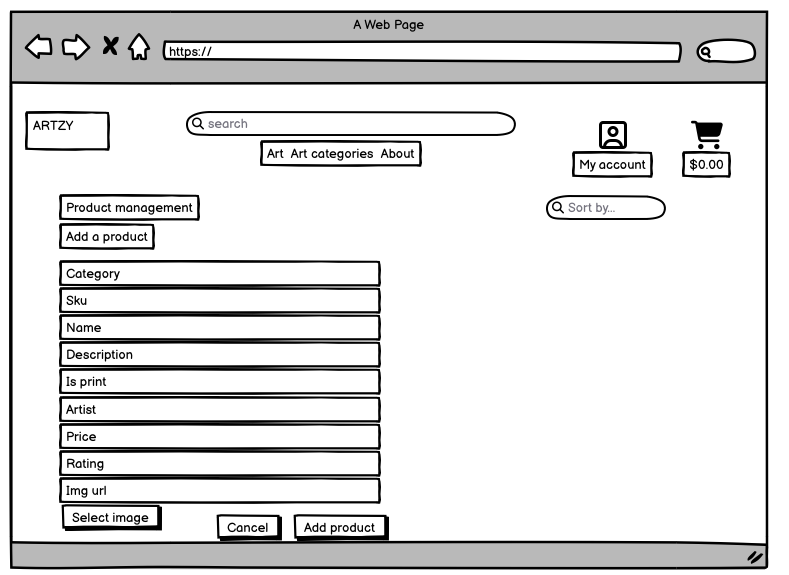 A Web Page
https://
ARTZY
search
Art Art categories About
My account
$0.00
Product management
Sort by...
Add a product
Category
Sku
Name
Description
Is print
Artist
Price
Rating
Img url
Select image
Cancel
Add product